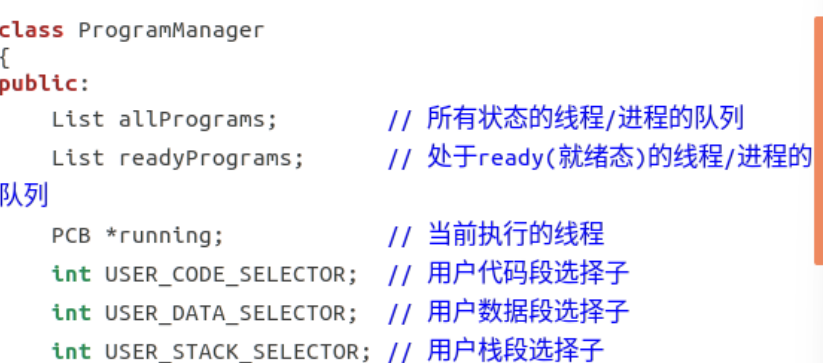 class ProgramManager
{
public:
    List allPrograms;        // 所有状态的线程/进程的队列
    List readyPrograms;      // 处于ready(就绪态)的线程/进程的
队列
    PCB *running;            // 当前执行的线程
    int USER_CODE_SELECTOR;  // 用户代码段选择子
    int USER_DATA_SELECTOR;  // 用户数据段选择子
    int USER_STACK_SELECTOR; // 用户栈段选择子